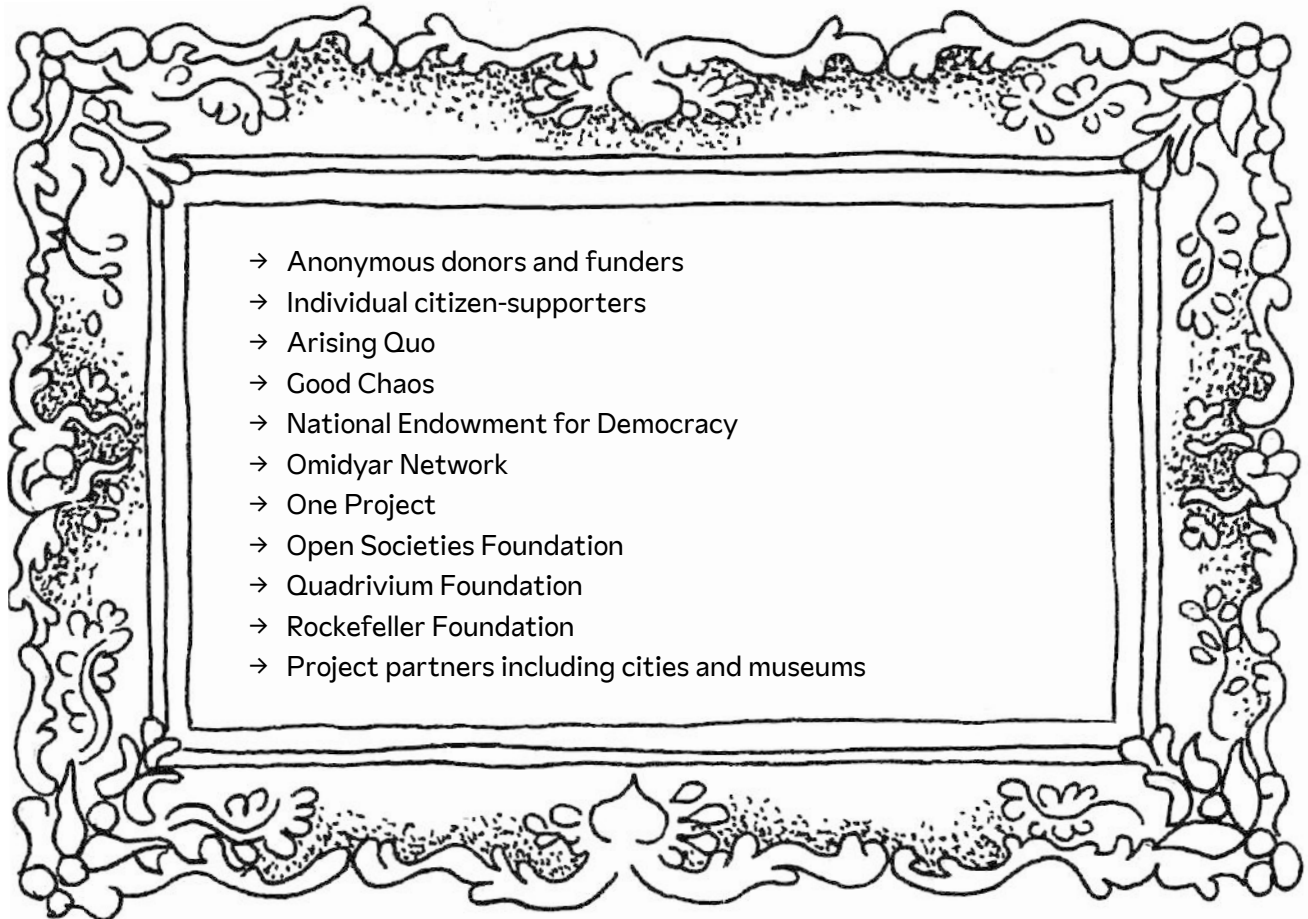 → Anonymous donors and funders
→ Individual citizen-supporters
→ Arising Quo
→ Good Chaos
→ National Endowment for Democracy
→ Omidyar Network
→ One Project
→ Open Societies Foundation
→ Quadrivium Foundation
→ Rockefeller Foundation
→ Project partners including cities and museums